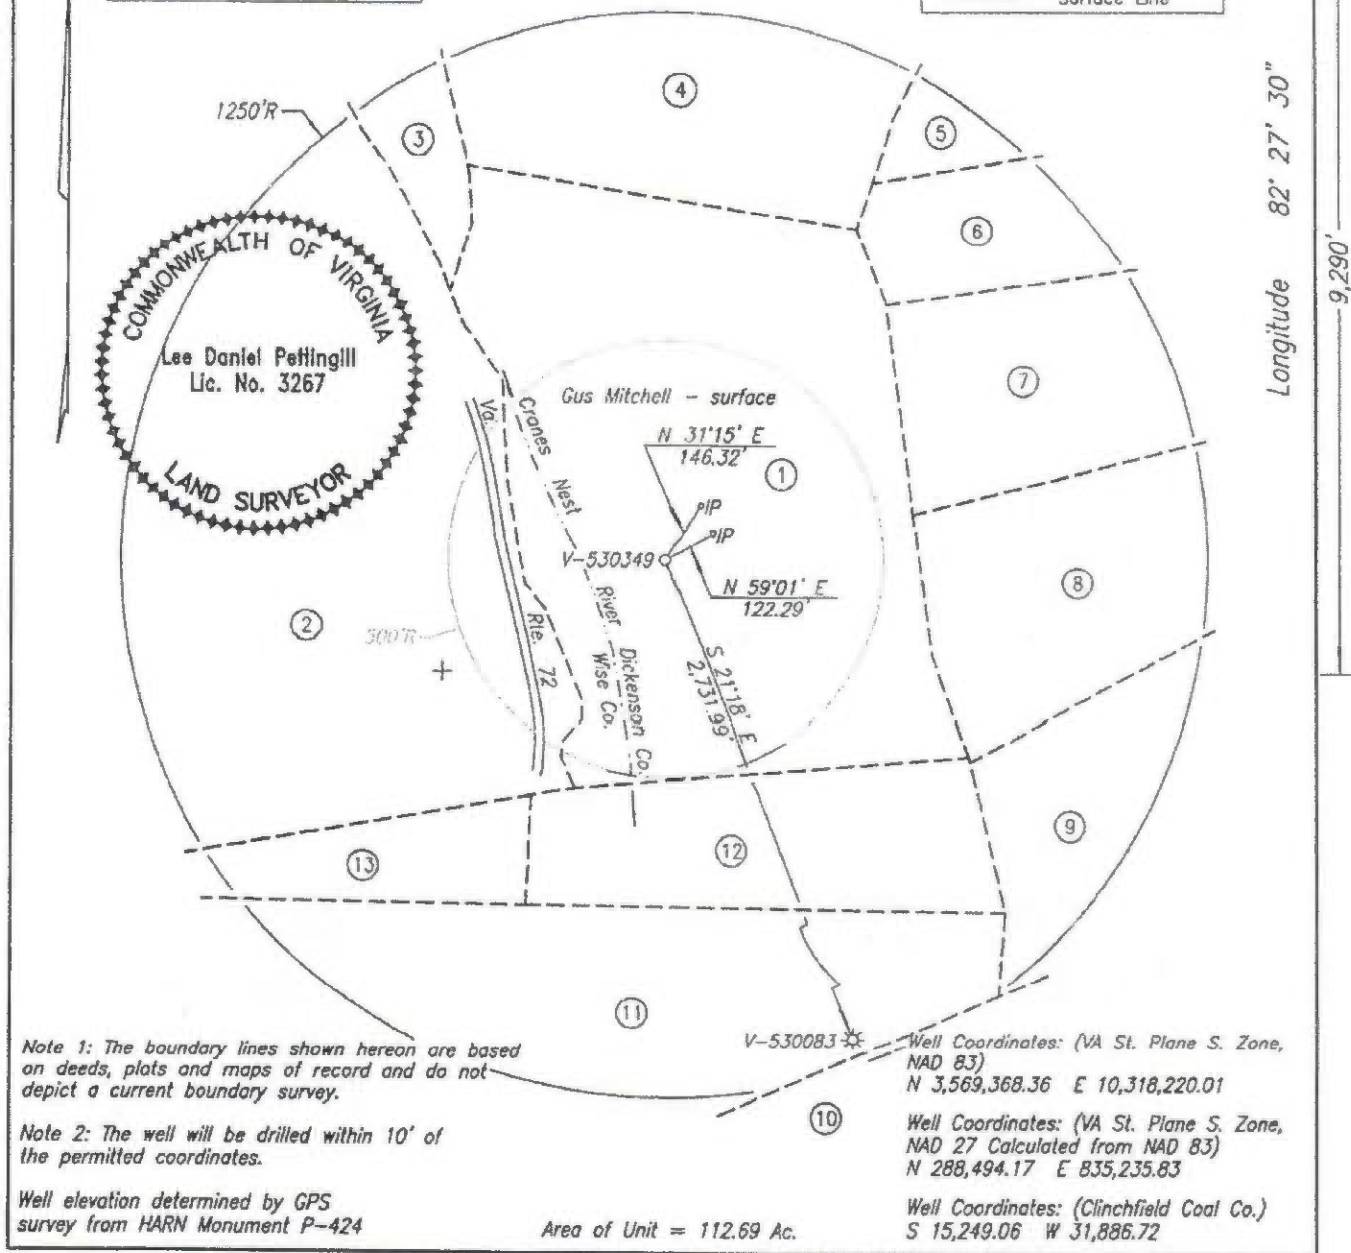 Surface Line
1250'R
3
4
5
6
7
8
9
10
11
12
13
1
2
Longitude 82° 27' 30"
9,290'
COMMONWEALTH OF VIRGINIA
Lee Daniel Pettingill
Lic. No. 3267
LAND SURVEYOR
Gus Mitchell - surface
N 31°15' E
146.32'
IP
IP
V-530349
N 59°01' E
122.29'
Va. Rte. 72
Cranes Nest River
Dickenson Co.
Wise Co.
500'R
S 21°18' E
2,731.99'
V-530083
Note 1: The boundary lines shown hereon are based
on deeds, plats and maps of record and do not
depict a current boundary survey.
Note 2: The well will be drilled within 10' of
the permitted coordinates.
Well elevation determined by GPS
survey from HARN Monument P-424
Area of Unit = 112.69 Ac.
Well Coordinates: (VA St. Plane S. Zone,
NAD 83)
N 3,569,368.36 E 10,318,220.01
Well Coordinates: (VA St. Plane S. Zone,
NAD 27 Calculated from NAD 83)
N 288,494.17 E 835,235.83
Well Coordinates: (Clinchfield Coal Co.)
S 15,249.06 W 31,886.72